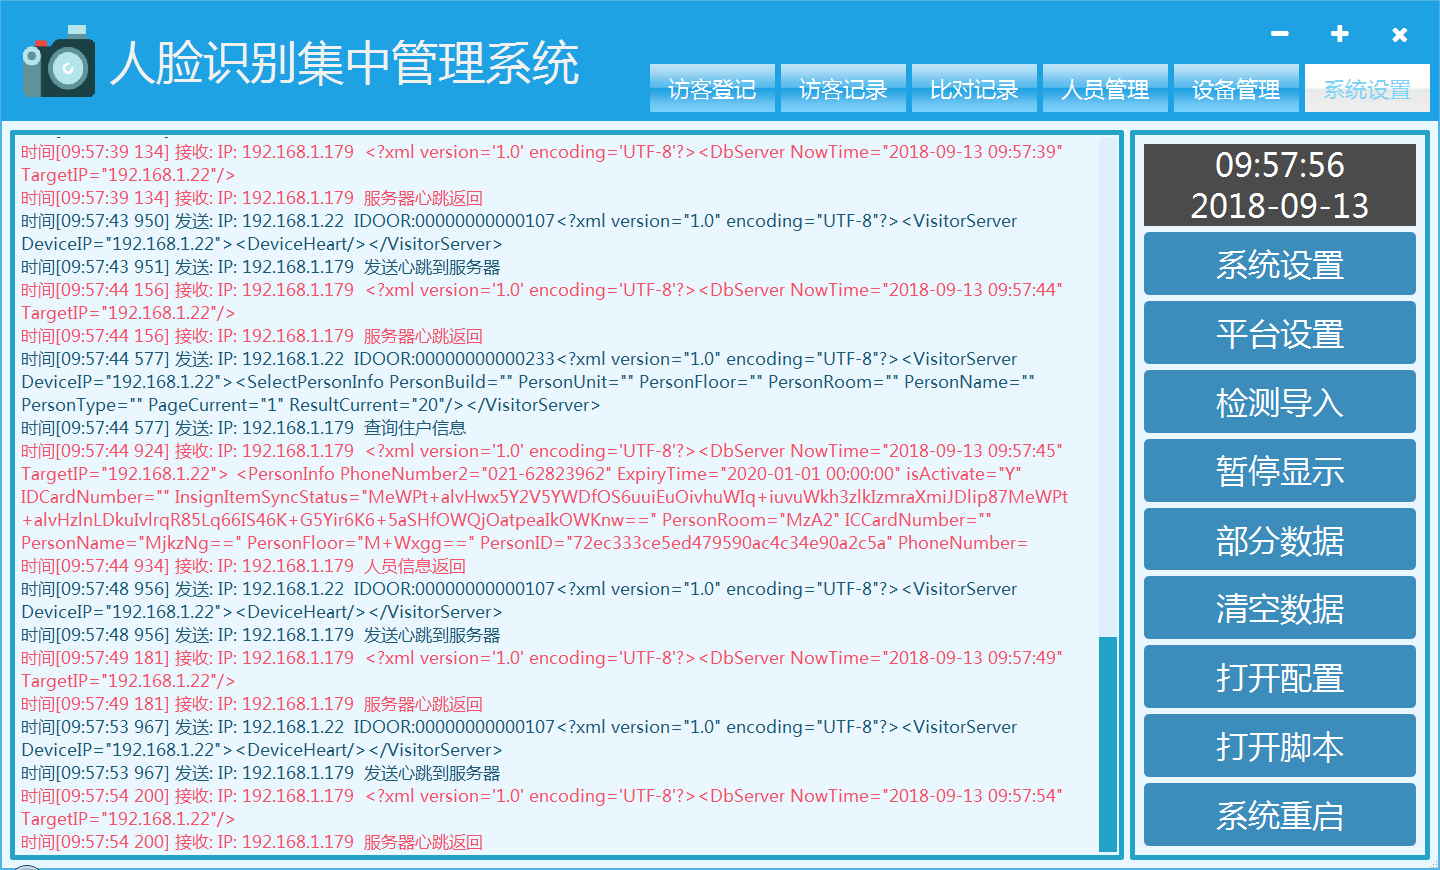 人脸识别集中管理系统
访客登记 访客记录 比对记录 人员管理 设备管理 系统设置
时间[09:57:39 134] 接收: IP: 192.168.1.179  <?xml version='1.0' encoding='UTF-8'?><DbServer NowTime="2018-09-13 09:57:39"
TargetIP="192.168.1.22"/>
时间[09:57:39 134] 接收: IP: 192.168.1.179  服务器心跳返回
时间[09:57:43 950] 发送: IP: 192.168.1.22  IDOOR:00000000000107<?xml version="1.0" encoding="UTF-8"?><VisitorServer
DeviceIP="192.168.1.22"><DeviceHeart/></VisitorServer>
时间[09:57:43 951] 发送: IP: 192.168.1.179  发送心跳到服务器
时间[09:57:44 156] 接收: IP: 192.168.1.179  <?xml version='1.0' encoding='UTF-8'?><DbServer NowTime="2018-09-13 09:57:44"
TargetIP="192.168.1.22"/>
时间[09:57:44 156] 接收: IP: 192.168.1.179  服务器心跳返回
时间[09:57:44 577] 发送: IP: 192.168.1.22  IDOOR:00000000000233<?xml version="1.0" encoding="UTF-8"?><VisitorServer
DeviceIP="192.168.1.22"><SelectPersonInfo PersonBuild="" PersonUnit="" PersonFloor="" PersonRoom="" PersonName=""
PersonType="" PageCurrent="1" ResultCurrent="20"/></VisitorServer>
时间[09:57:44 577] 发送: IP: 192.168.1.179  查询住户信息
时间[09:57:44 924] 接收: IP: 192.168.1.179  <?xml version='1.0' encoding='UTF-8'?><DbServer NowTime="2018-09-13 09:57:45"
TargetIP="192.168.1.22"> <PersonInfo PhoneNumber2="021-62823962" ExpiryTime="2020-01-01 00:00:00" isActivate="Y"
IDCardNumber="" InsignItemSyncStatus="MeWPt+alvHwx5Y2V5YWDfOS6uuiEuOivhuWIq+iuvuWkh3zlkIzmraXmiJDlip87MeWPt
+alvHzlnLDkuIvlrqR85Lq66IS46K+G5Yir6K6+5aSHfOWQjOatpeaIkOWKnw==" PersonRoom="MzA2" ICCardNumber=""
PersonName="MjkzNg==" PersonFloor="M+Wxgg==" PersonID="72ec333ce5ed479590ac4c34e90a2c5a" PhoneNumber=
时间[09:57:44 934] 接收: IP: 192.168.1.179  人员信息返回
时间[09:57:48 956] 发送: IP: 192.168.1.22  IDOOR:00000000000107<?xml version="1.0" encoding="UTF-8"?><VisitorServer
DeviceIP="192.168.1.22"><DeviceHeart/></VisitorServer>
时间[09:57:48 956] 发送: IP: 192.168.1.179  发送心跳到服务器
时间[09:57:49 181] 接收: IP: 192.168.1.179  <?xml version='1.0' encoding='UTF-8'?><DbServer NowTime="2018-09-13 09:57:49"
TargetIP="192.168.1.22"/>
时间[09:57:49 181] 接收: IP: 192.168.1.179  服务器心跳返回
时间[09:57:53 967] 发送: IP: 192.168.1.22  IDOOR:00000000000107<?xml version="1.0" encoding="UTF-8"?><VisitorServer
DeviceIP="192.168.1.22"><DeviceHeart/></VisitorServer>
时间[09:57:53 967] 发送: IP: 192.168.1.179  发送心跳到服务器
时间[09:57:54 200] 接收: IP: 192.168.1.179  <?xml version='1.0' encoding='UTF-8'?><DbServer NowTime="2018-09-13 09:57:54"
TargetIP="192.168.1.22"/>
时间[09:57:54 200] 接收: IP: 192.168.1.179  服务器心跳返回
09:57:56
2018-09-13
系统设置
平台设置
检测导入
暂停显示
部分数据
清空数据
打开配置
打开脚本
系统重启